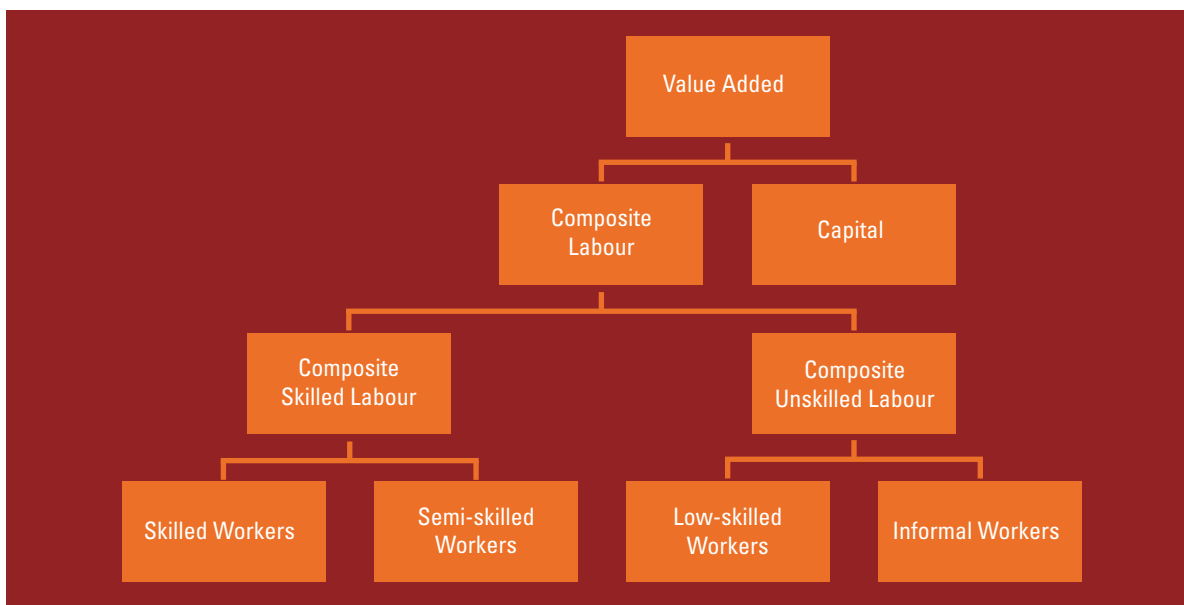 Value Added
Composite
Labour
Capital
Composite
Skilled Labour
Composite
Unskilled Labour
Skilled Workers
Semi-skilled
Workers
Low-skilled
Workers
Informal Workers